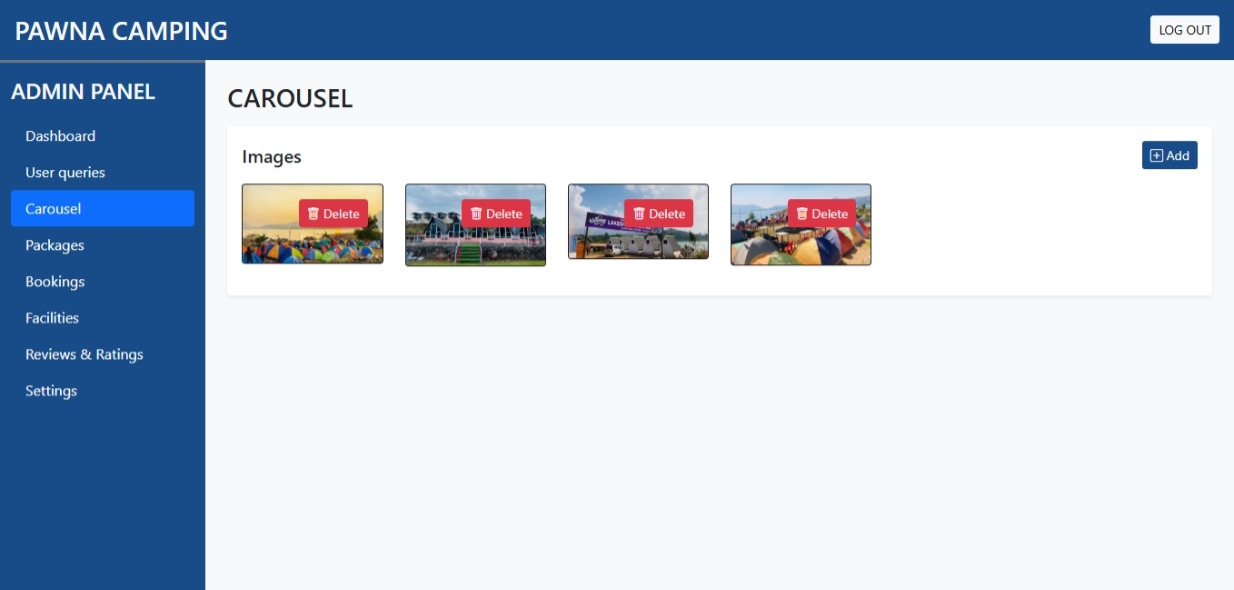 PAWNA CAMPING
LOG OUT
ADMIN PANEL
Dashboard
User queries
Carousel
Packages
Bookings
Facilities
Reviews & Ratings
Settings
CAROUSEL
Images
Add
Delete
Delete
Delete
Delete